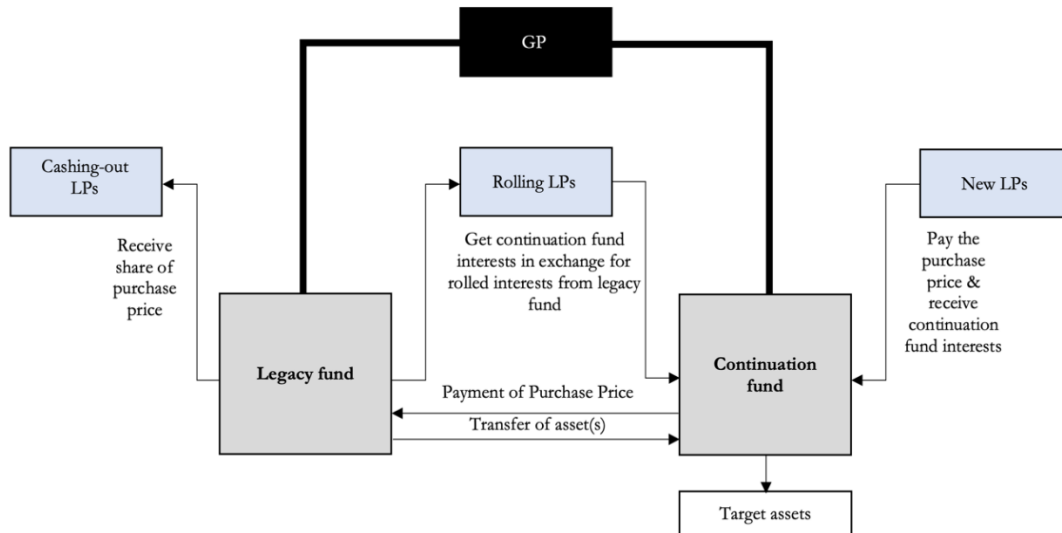 GP
Cashing-out
LPs
Rolling LPs
New LPs
Receive
share of
purchase
price
Get continuation fund
interests in exchange for
rolled interests from legacy
fund
Pay the
purchase
price &
receive
continuation
fund interests
Legacy fund
Continuation
fund
Payment of Purchase Price
Transfer of asset(s)
Target assets